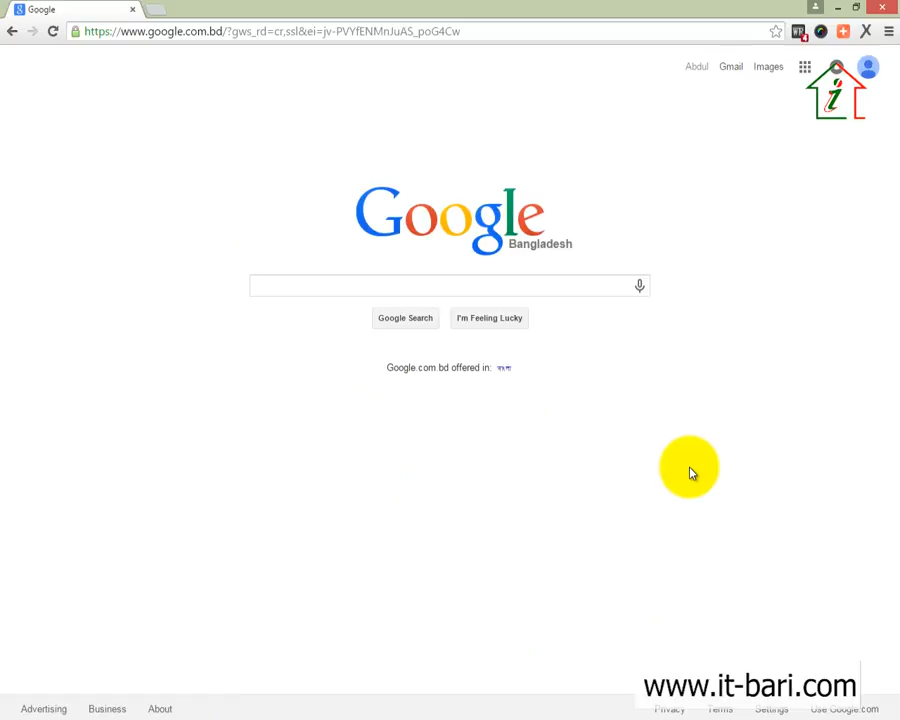 Google
https://www.google.com.bd/?gws_rd=cr,ssl&ei=jv-PVYfENMnJuAS_poG4Cw
Abdul Gmail Images
Google
Bangladesh
Google Search I'm Feeling Lucky
Google.com.bd offered in: বাংলা
www.it-bari.com
Advertising Business About Privacy Terms Settings Use Google.com